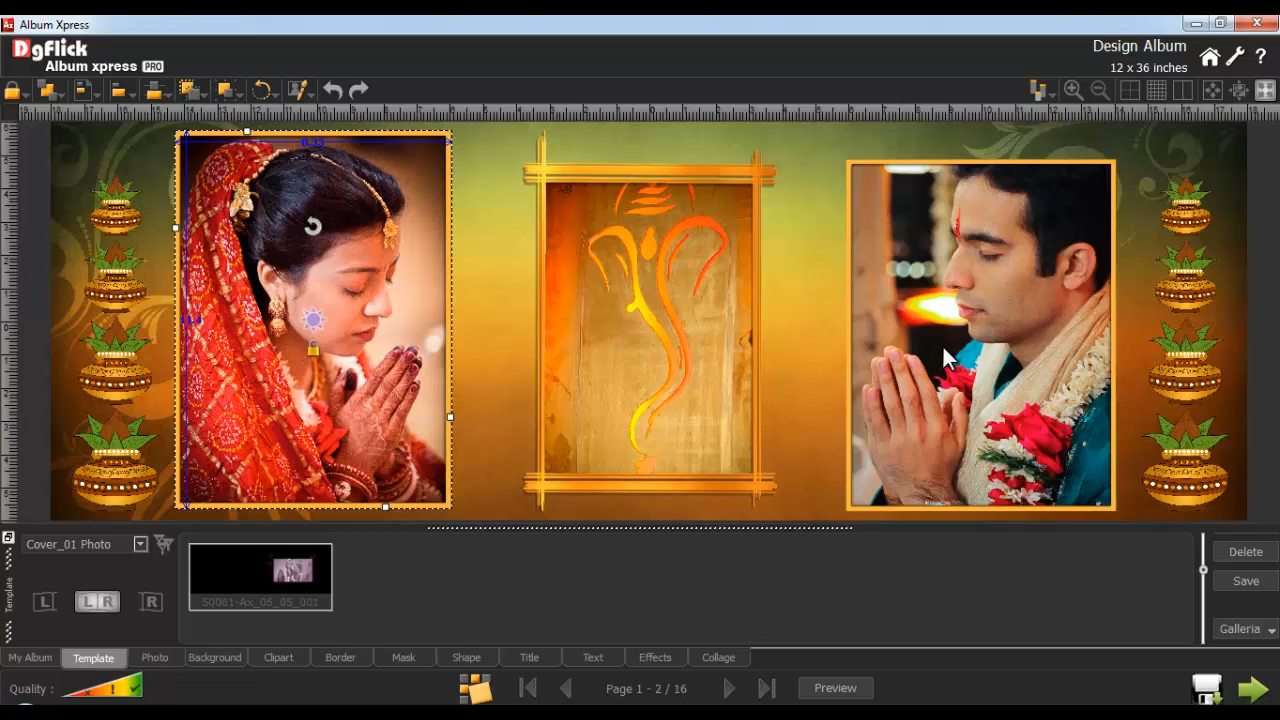 Album Xpress
DgFlick
Album xpress PRO
Design Album
12 x 36 inches
Cover_01 Photo
Template
L
L R
R
S0081-Ax_05_05_001
Delete
Save
Galleria
My Album
Template
Photo
Background
Clipart
Border
Mask
Shape
Title
Text
Effects
Collage
Quality :
Page 1 - 2 / 16
Preview